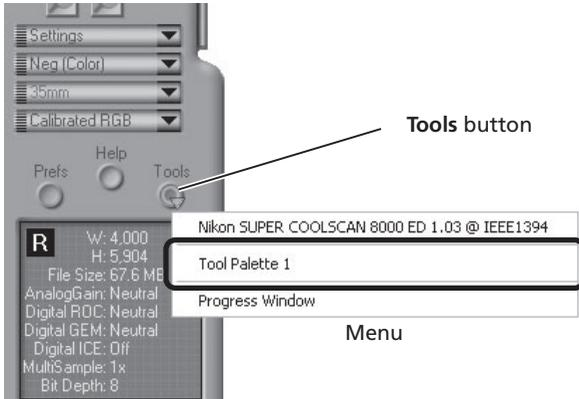 Settings
Neg (Color)
35mm
Calibrated RGB
Tools button
Prefs
Help
Tools
Nikon SUPER COOLSCAN 8000 ED 1.03 @ IEEE1394
Tool Palette 1
Progress Window
Menu
R
W: 4,000
H: 5,904
File Size: 67.6 MB
AnalogGain: Neutral
Digital ROC: Neutral
Digital GEM: Neutral
Digital ICE: Off
MultiSample: 1x
Bit Depth: 8